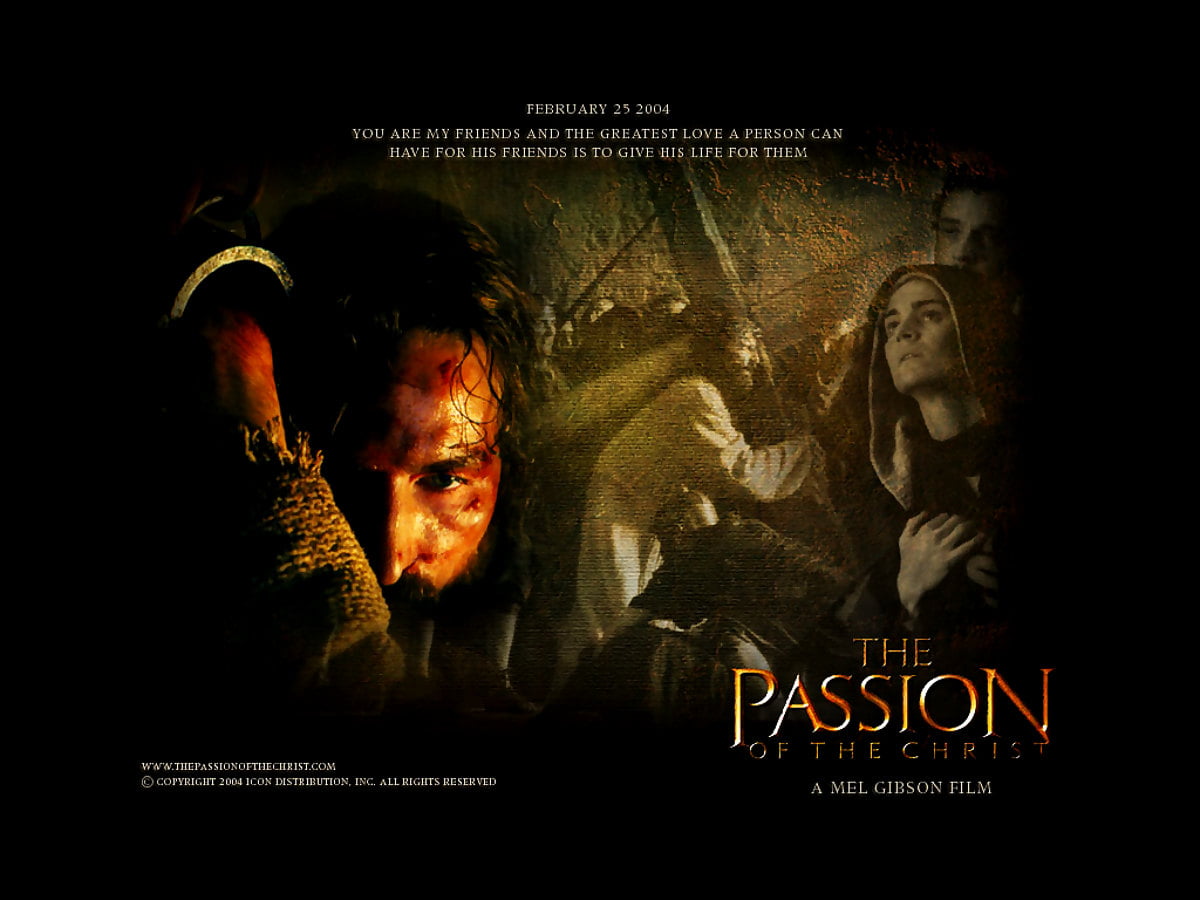 FEBRUARY 25 2004
YOU ARE MY FRIENDS AND THE GREATEST LOVE A PERSON CAN
HAVE FOR HIS FRIENDS IS TO GIVE HIS LIFE FOR THEM
THE
PASSION
OF THE CHRIST
A MEL GIBSON FILM
WWW.THEPASSIONOFTHECHRIST.COM
© COPYRIGHT 2004 ICON DISTRIBUTION, INC. ALL RIGHTS RESERVED